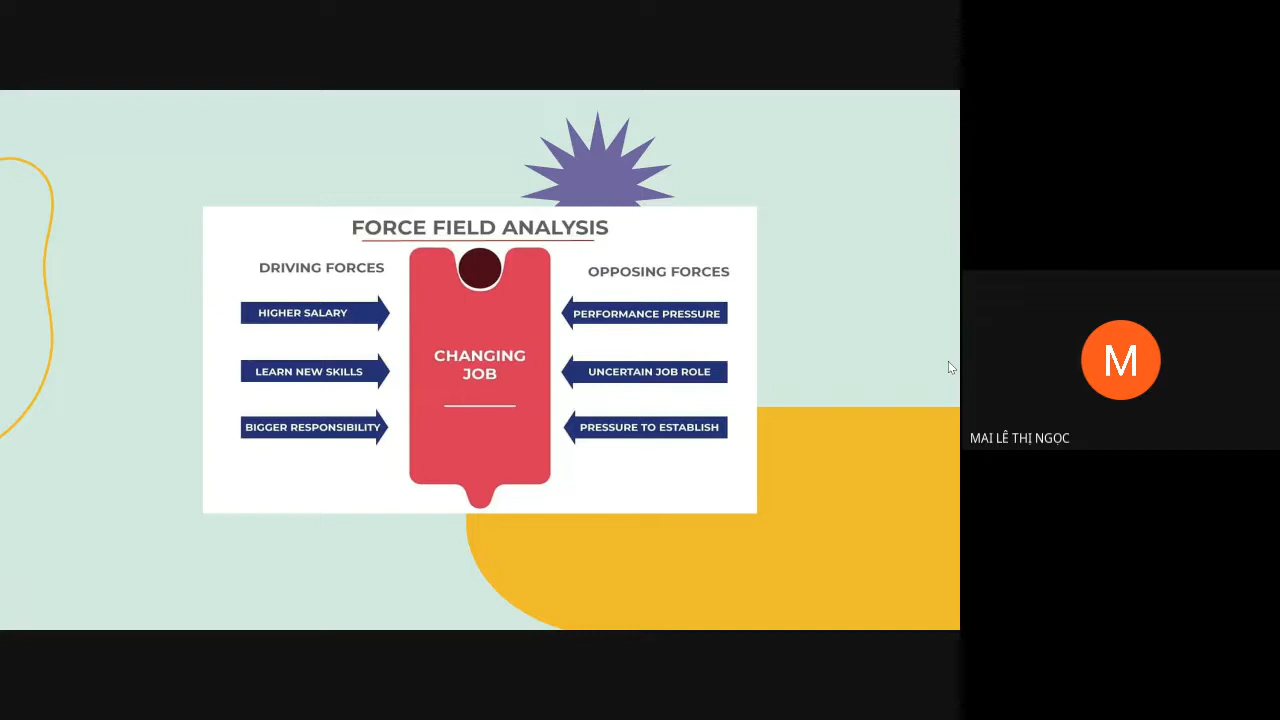 FORCE FIELD ANALYSIS
DRIVING FORCES
HIGHER SALARY
LEARN NEW SKILLS
BIGGER RESPONSIBILITY
CHANGING
JOB
OPPOSING FORCES
PERFORMANCE PRESSURE
UNCERTAIN JOB ROLE
PRESSURE TO ESTABLISH
M
MAI LÊ THỊ NGỌC